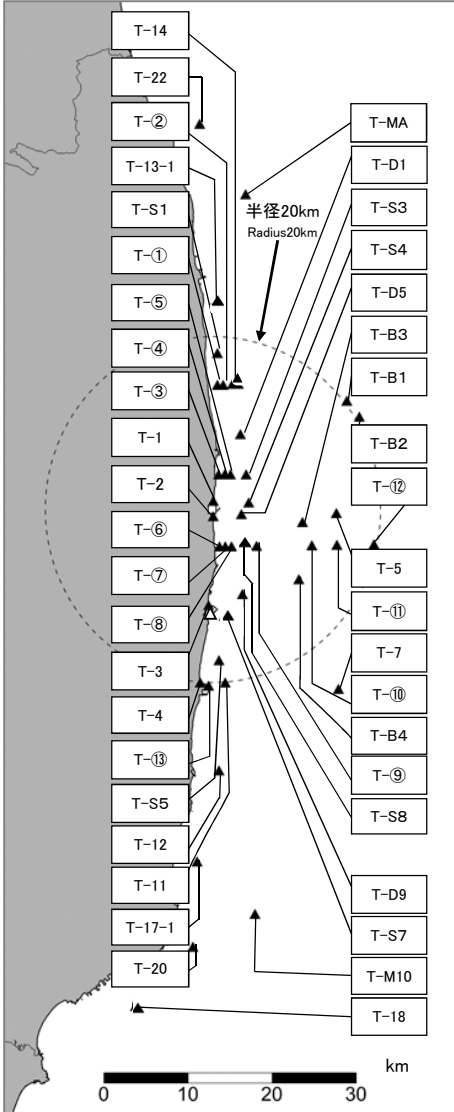 T-14
T-22
T-②
T-13-1
T-S1
T-①
T-⑤
T-④
T-③
T-1
T-2
T-⑥
T-⑦
T-⑧
T-3
T-4
T-⑬
T-S5
T-12
T-11
T-17-1
T-20
半径20km
Radius20km
T-MA
T-D1
T-S3
T-S4
T-D5
T-B3
T-B1
T-B2
T-⑫
T-5
T-⑪
T-7
T-⑩
T-B4
T-⑨
T-S8
T-D9
T-S7
T-M10
T-18
km
0 10 20 30